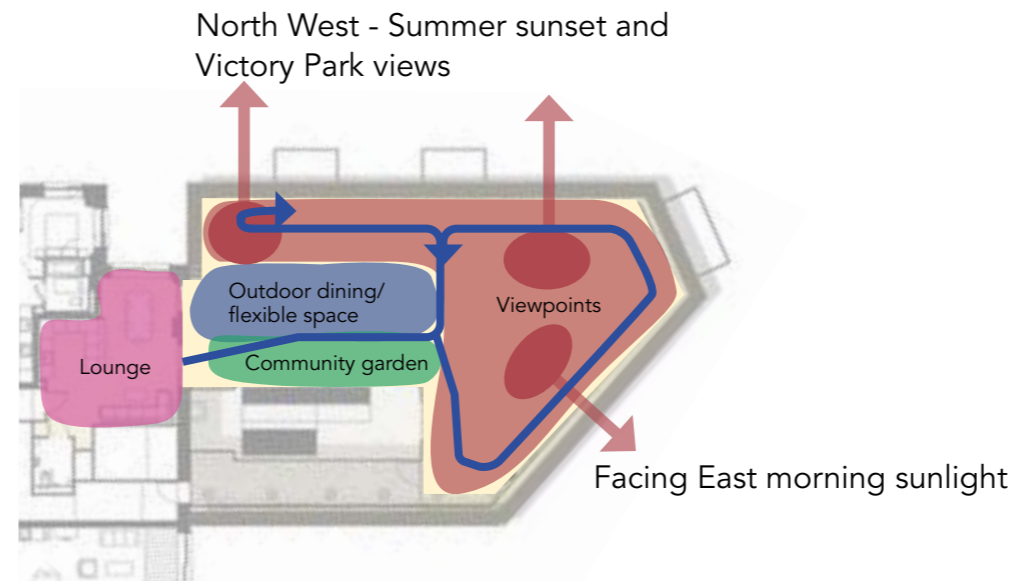 North West - Summer sunset and
Victory Park views
Outdoor dining/
flexible space
Viewpoints
Lounge
Community garden
Facing East morning sunlight